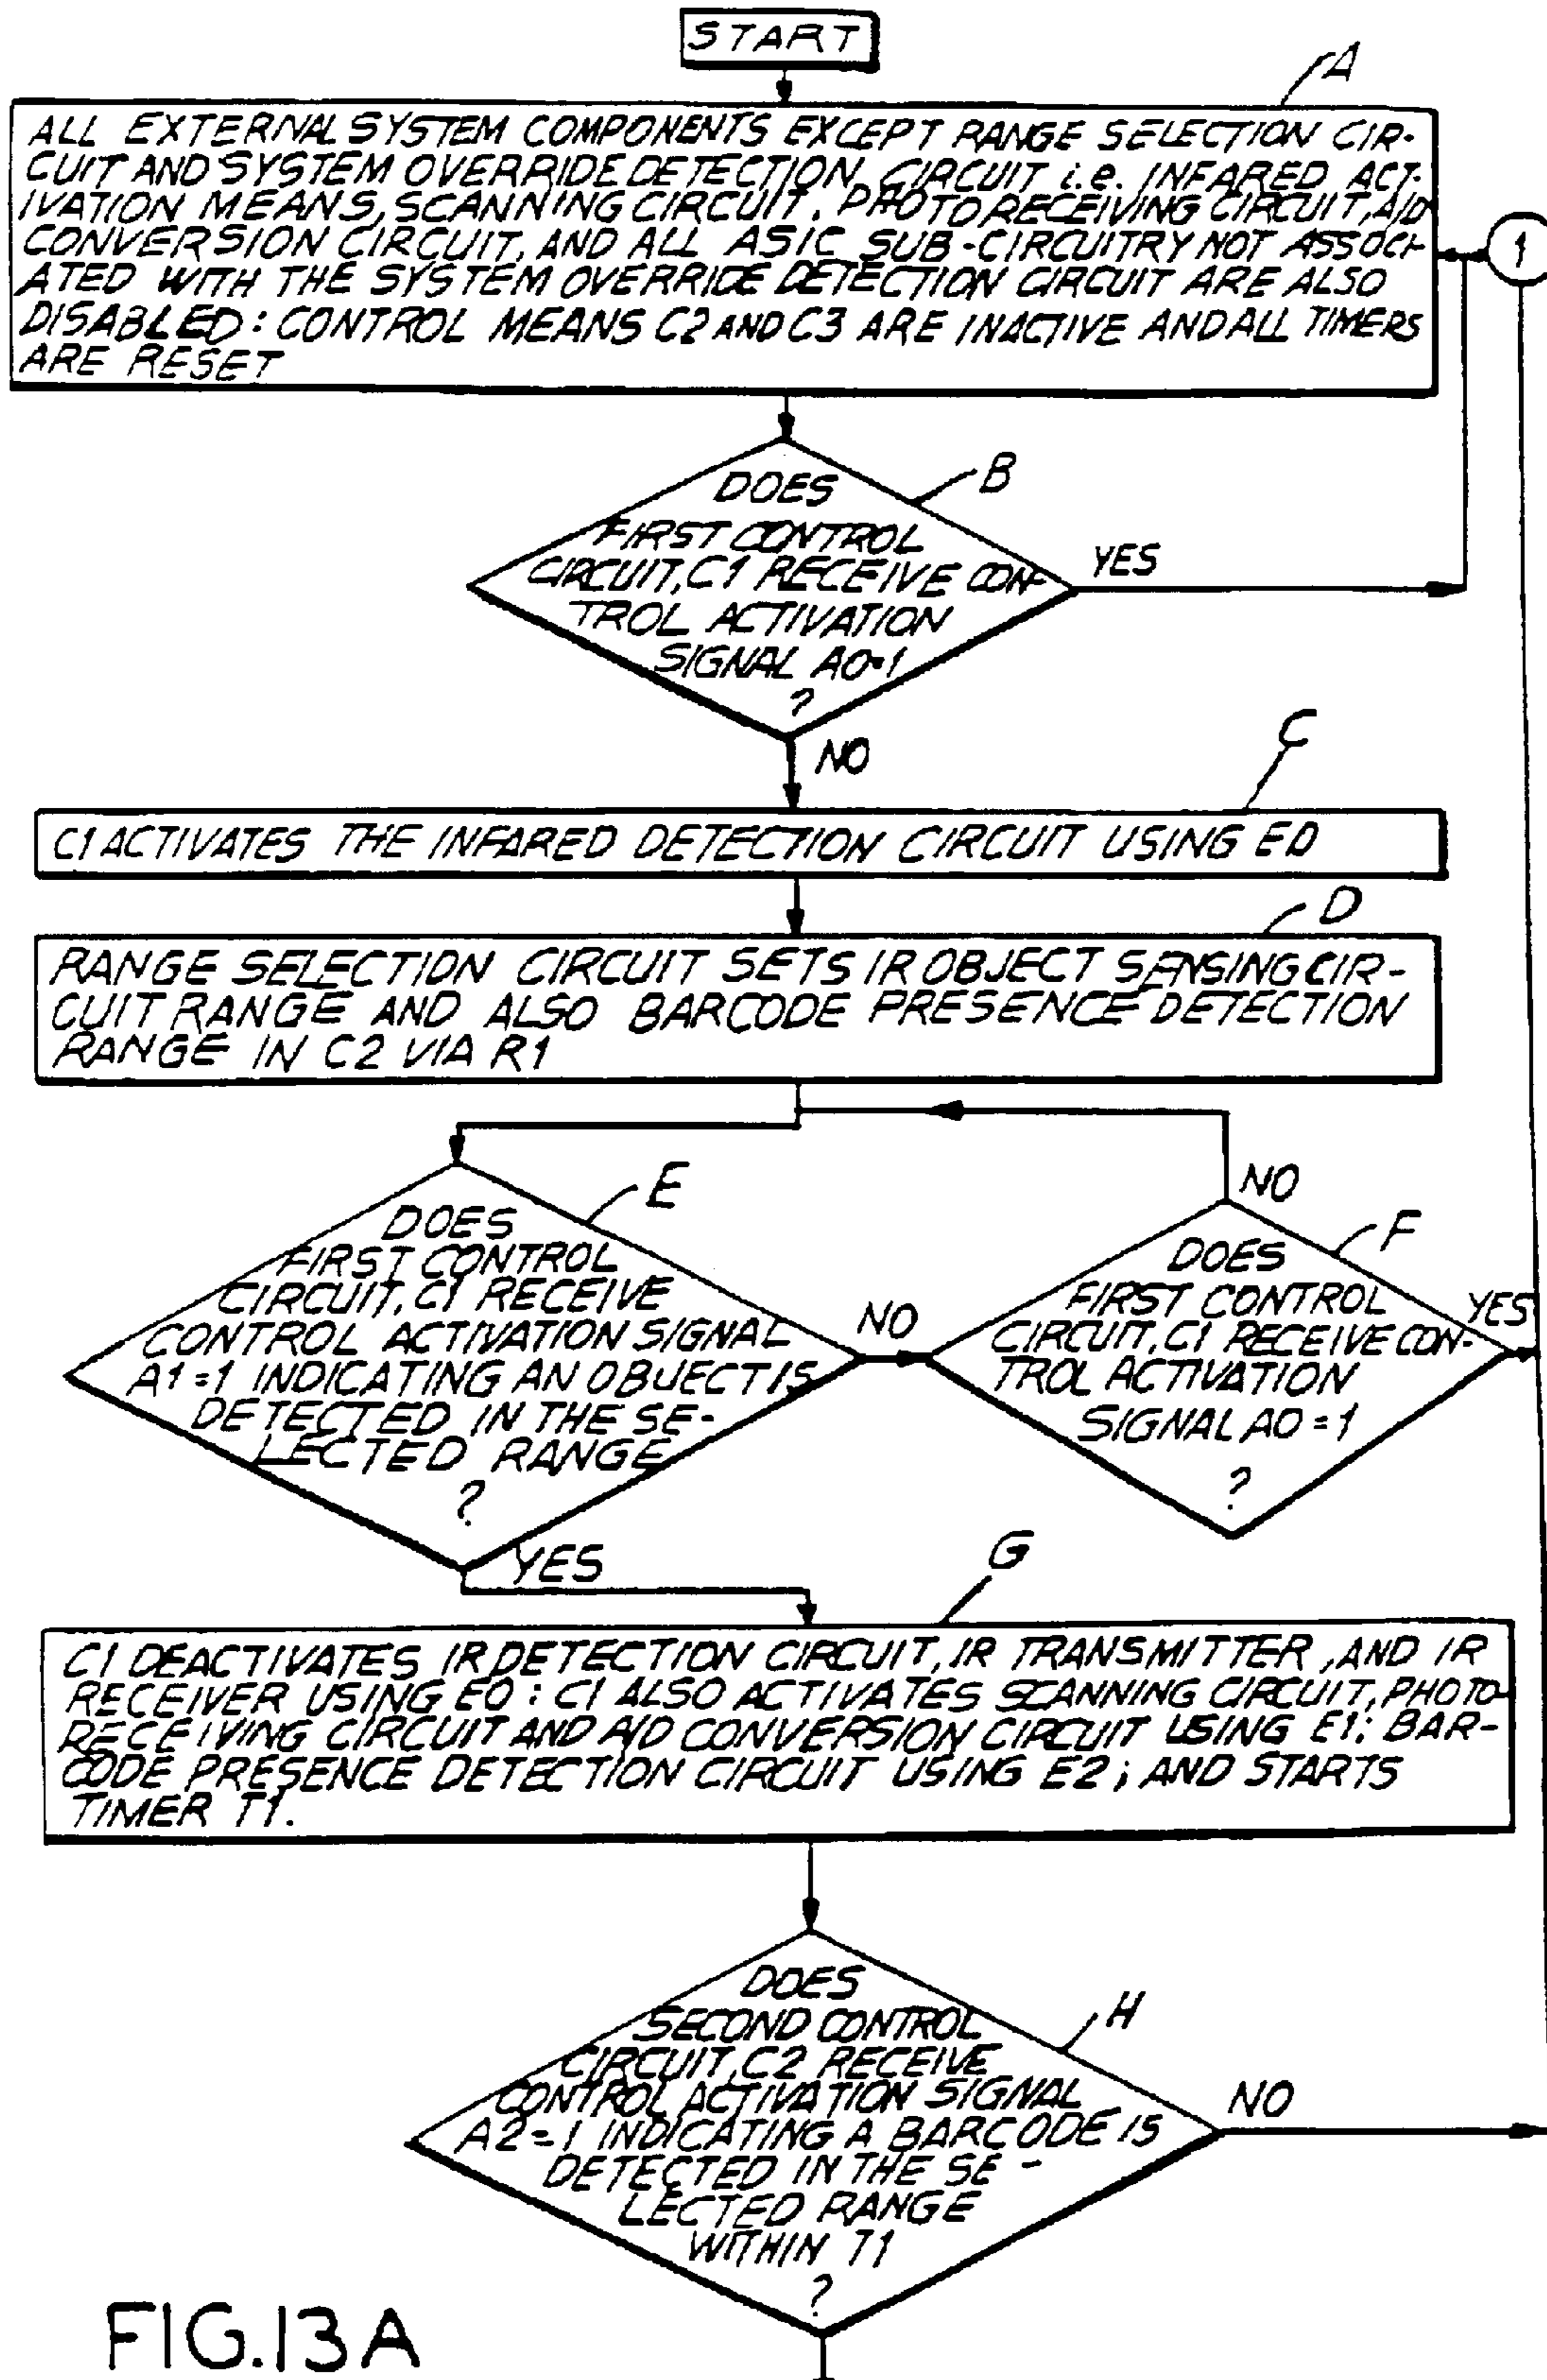 START
A
ALL EXTERNAL SYSTEM COMPONENTS EXCEPT RANGE SELECTION CIR-
CUIT AND SYSTEM OVERRIDE DETECTION CIRCUIT i.e. INFARED ACT-
IVATION MEANS, SCANNING CIRCUIT, PHOTORECEIVING CIRCUIT, A/D
CONVERSION CIRCUIT, AND ALL ASIC SUB-CIRCUITRY NOT ASSOCI-
ATED WITH THE SYSTEM OVERRIDE DETECTION CIRCUIT ARE ALSO
DISABLED: CONTROL MEANS C2 AND C3 ARE INACTIVE AND ALL TIMERS
ARE RESET
1
B
DOES
FIRST CONTROL
CIRCUIT, C1 RECEIVE CON-
TROL ACTIVATION
SIGNAL A0=1
?
YES
NO
C
C1 ACTIVATES THE INFARED DETECTION CIRCUIT USING E0
D
RANGE SELECTION CIRCUIT SETS IR OBJECT SENSING CIR-
CUIT RANGE AND ALSO BARCODE PRESENCE DETECTION
RANGE IN C2 VIA R1
E
DOES
FIRST CONTROL
CIRCUIT, C1 RECEIVE
CONTROL ACTIVATION SIGNAL
A1=1 INDICATING AN OBJECT IS
DETECTED IN THE SE-
LECTED RANGE
?
NO
YES
NO
F
DOES
FIRST CONTROL
CIRCUIT, C1 RECEIVE CON-
TROL ACTIVATION
SIGNAL A0=1
?
YES
G
C1 DEACTIVATES IR DETECTION CIRCUIT, IR TRANSMITTER, AND IR
RECEIVER USING E0: C1 ALSO ACTIVATES SCANNING CIRCUIT, PHOTO-
RECEIVING CIRCUIT AND A/D CONVERSION CIRCUIT USING E1; BAR-
CODE PRESENCE DETECTION CIRCUIT USING E2; AND STARTS
TIMER T1.
H
DOES
SECOND CONTROL
CIRCUIT, C2 RECEIVE
CONTROL ACTIVATION SIGNAL
A2=1 INDICATING A BARCODE IS
DETECTED IN THE SE-
LECTED RANGE
WITHIN T1
?
NO
FIG.13A